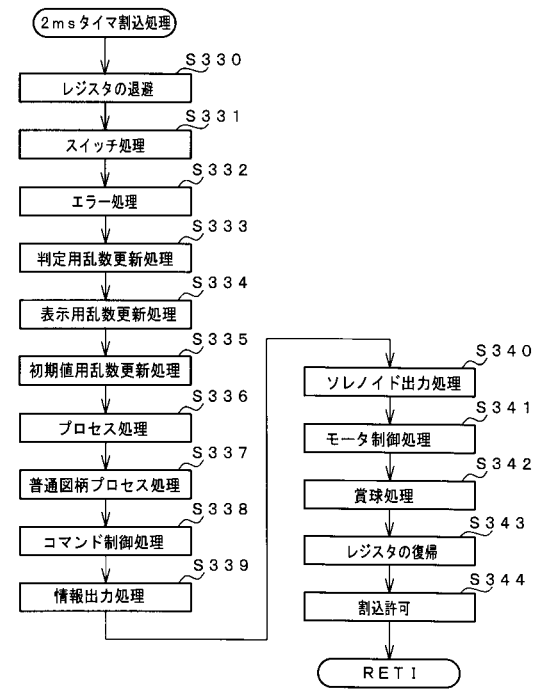 2msタイマ割込処理
S330
レジスタの退避
S331
スイッチ処理
S332
エラー処理
S333
判定用乱数更新処理
S334
表示用乱数更新処理
S335
初期値用乱数更新処理
S336
プロセス処理
S337
普通図柄プロセス処理
S338
コマンド制御処理
S339
情報出力処理
S340
ソレノイド出力処理
S341
モータ制御処理
S342
賞球処理
S343
レジスタの復帰
S344
割込許可
RETI